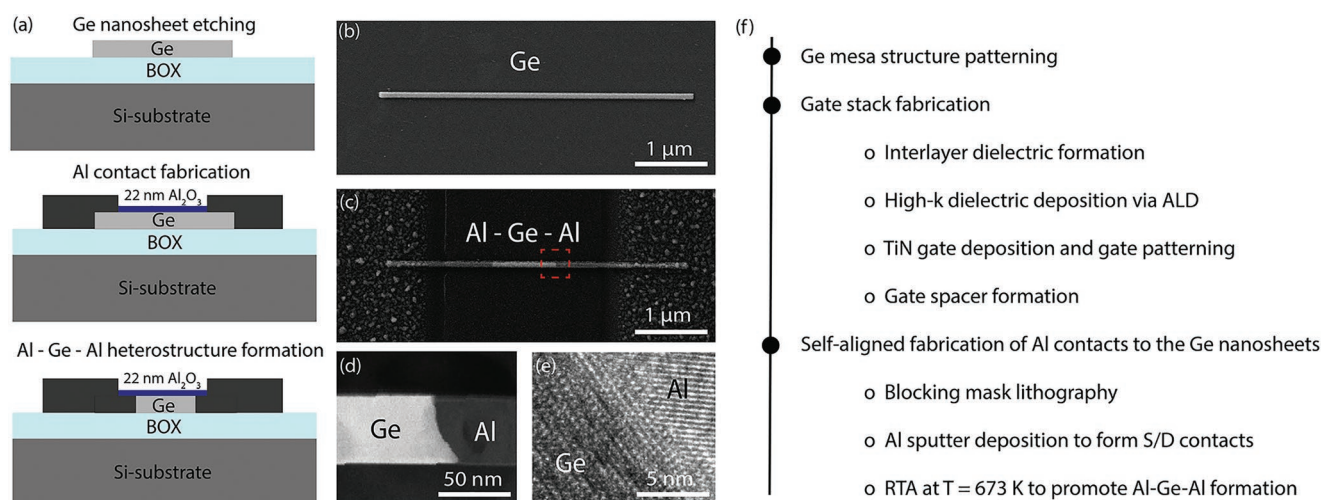 (a)
Ge nanosheet etching
Ge
BOX
Si-substrate
Al contact fabrication
22 nm Al₂O₃
Ge
BOX
Si-substrate
Al - Ge - Al heterostructure formation
22 nm Al₂O₃
Ge
BOX
Si-substrate
(b)
Ge
1 μm
(c)
Al - Ge - Al
1 μm
(d)
Ge
Al
50 nm
(e)
Al
Ge
5 nm
(f)
Ge mesa structure patterning
Gate stack fabrication
o Interlayer dielectric formation
o High-k dielectric deposition via ALD
o TiN gate deposition and gate patterning
o Gate spacer formation
Self-aligned fabrication of Al contacts to the Ge nanosheets
o Blocking mask lithography
o Al sputter deposition to form S/D contacts
o RTA at T = 673 K to promote Al-Ge-Al formation